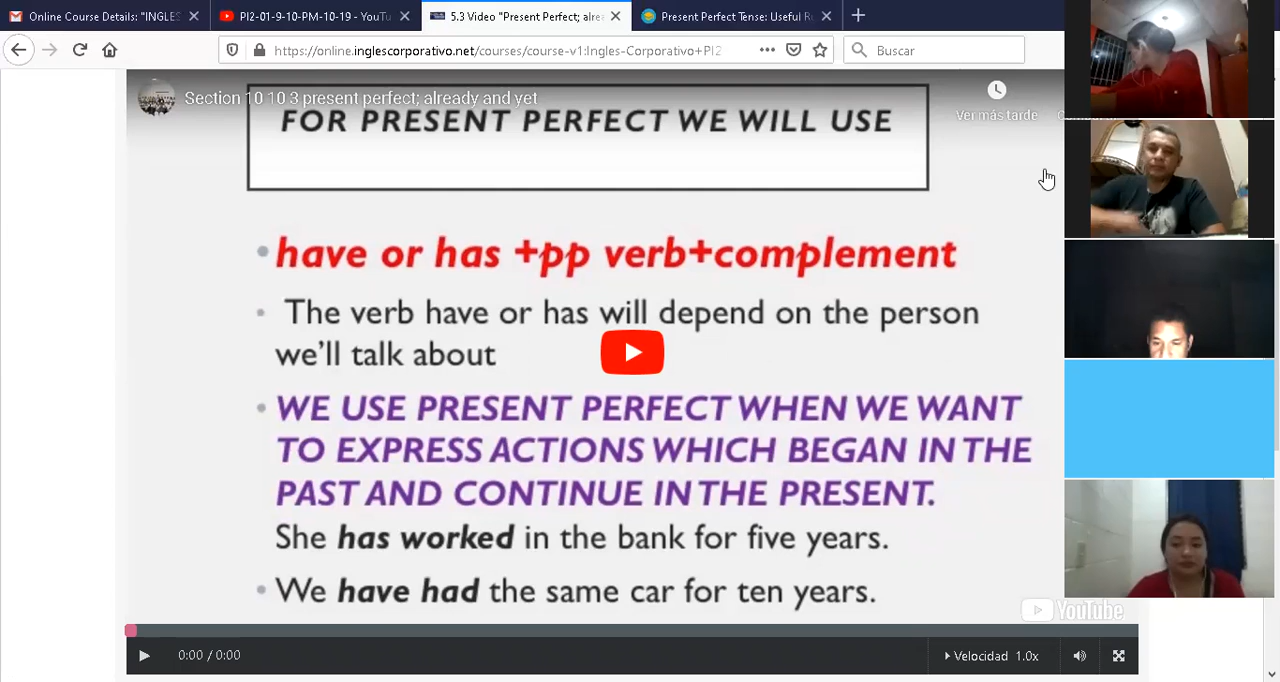 Online Course Details: "INGLES
PI2-01-9-10-PM-10-19 - YouTu
5.3 Video "Present Perfect; alrea
Present Perfect Tense: Useful Ru
https://online.inglescorporativo.net/courses/course-v1:Ingles-Corporativo+PI2
Buscar
Section 10 10 3 present perfect; already and yet
Ver más tarde
FOR PRESENT PERFECT WE WILL USE
• have or has +pp verb+complement
• The verb have or has will depend on the person
we'll talk about
• WE USE PRESENT PERFECT WHEN WE WANT
TO EXPRESS ACTIONS WHICH BEGAN IN THE
PAST AND CONTINUE IN THE PRESENT.
She has worked in the bank for five years.
• We have had the same car for ten years.
YouTube
0:00 / 0:00
Velocidad 1.0x